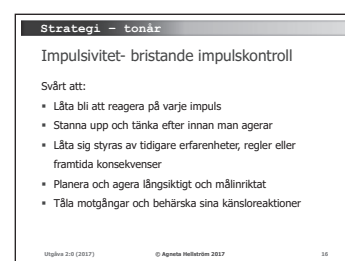 Strategi – tonår
Impulsivitet- bristande impulskontroll
Svårt att:
▪ Låta bli att reagera på varje impuls
▪ Stanna upp och tänka efter innan man agerar
▪ Låta sig styras av tidigare erfarenheter, regler eller
framtida konsekvenser
▪ Planera och agera långsiktigt och målinriktat
▪ Tåla motgångar och behärska sina känsloreaktioner
Utgåva 2:0 (2017) © Agneta Hellström 2017 16